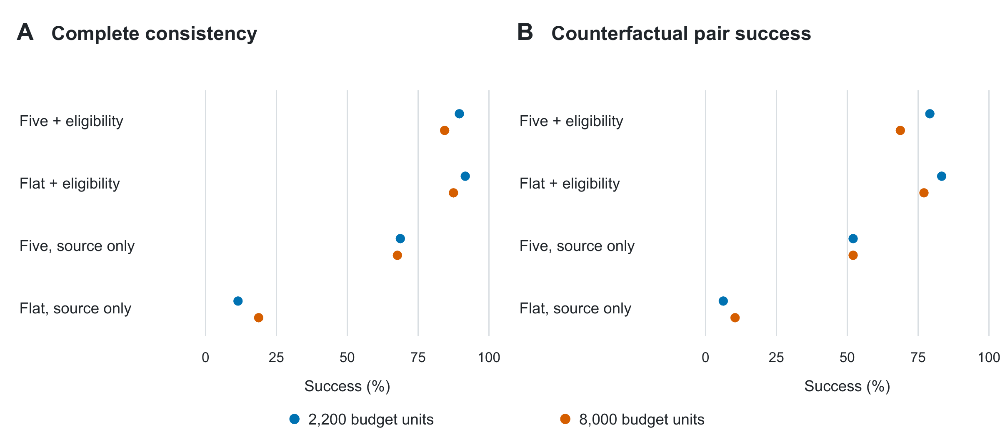 A Complete consistency
Five + eligibility
Flat + eligibility
Five, source only
Flat, source only
0 25 50 75 100
Success (%)
B Counterfactual pair success
Five + eligibility
Flat + eligibility
Five, source only
Flat, source only
0 25 50 75 100
Success (%)
2,200 budget units
8,000 budget units